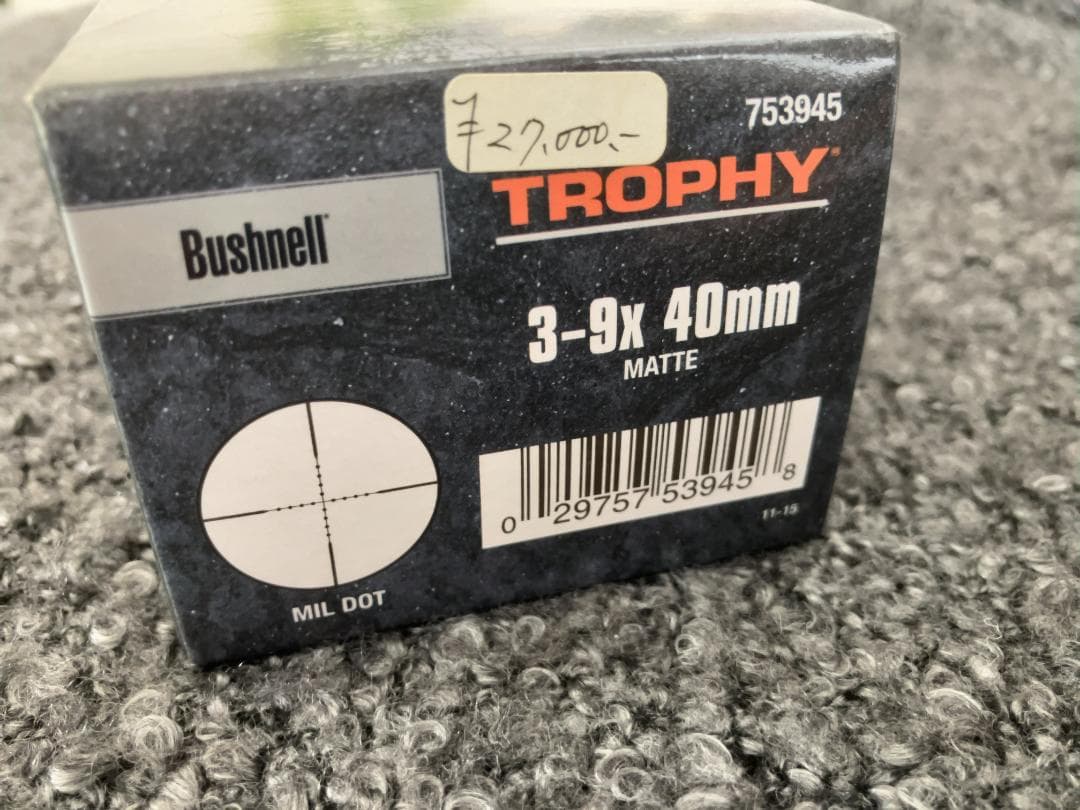 ¥27,000.-
753945
TROPHY
Bushnell
3-9x 40mm
MATTE
MIL DOT
0 29757 53945 8
11-15